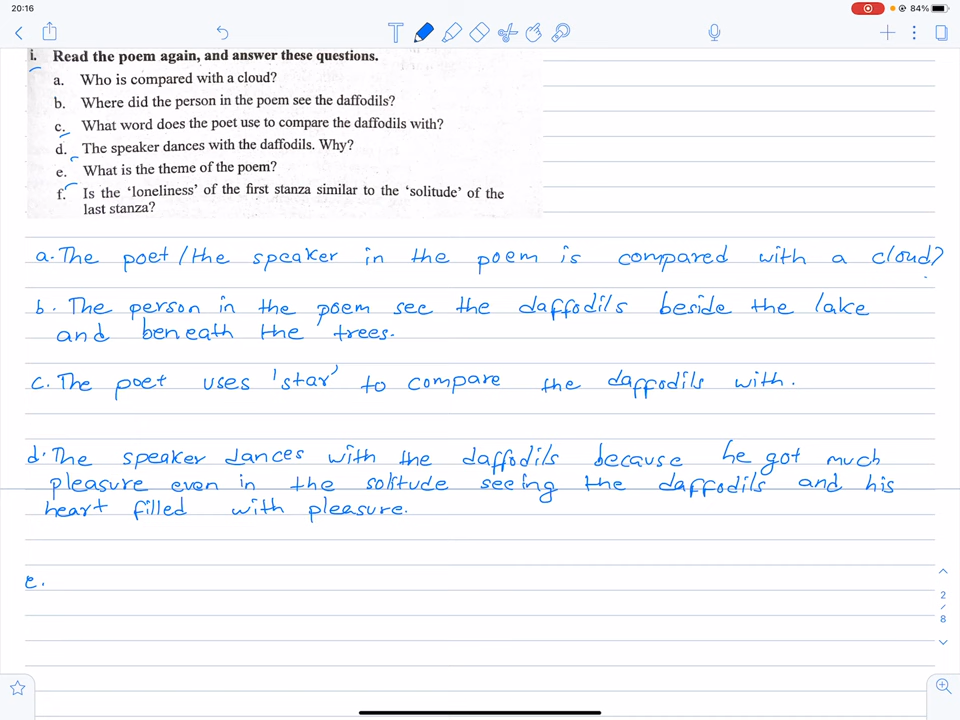 20:16
84%
i. Read the poem again, and answer these questions.
a. Who is compared with a cloud?
b. Where did the person in the poem see the daffodils?
c. What word does the poet use to compare the daffodils with?
d. The speaker dances with the daffodils. Why?
e. What is the theme of the poem?
f. Is the ‘loneliness’ of the first stanza similar to the ‘solitude’ of the
last stanza?
a. The poet / the speaker in the poem is compared with a cloud?
b. The person in the poem see the daffodils beside the lake
and beneath the trees.
c. The poet uses 'star' to compare the daffodils with.
d. The speaker dances with the daffodils because he got much
pleasure even in the solitude seeing the daffodils and his
heart filled with pleasure.
e.
2
/
8